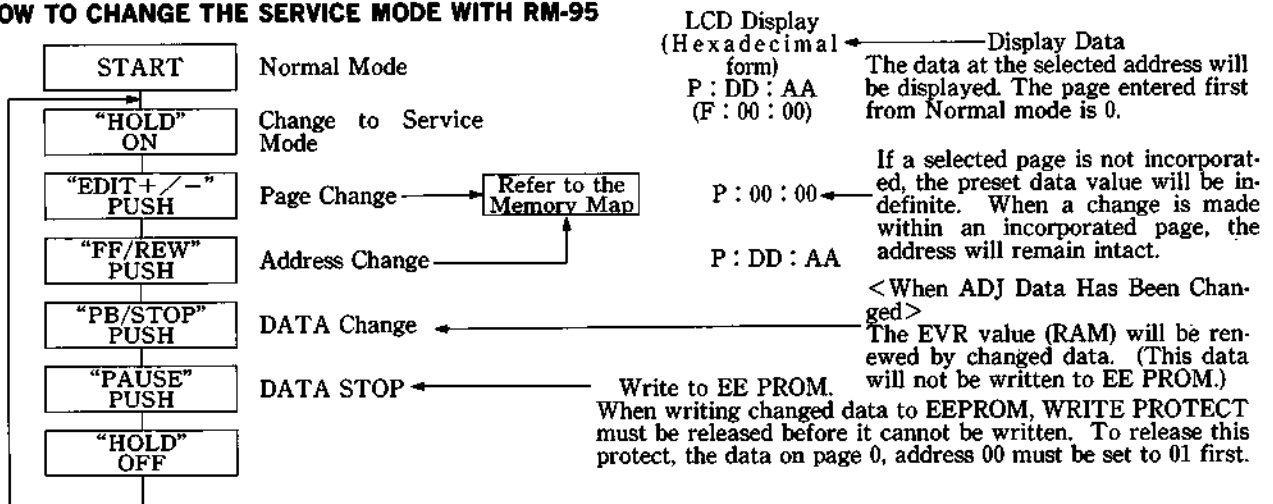 OW TO CHANGE THE SERVICE MODE WITH RM-95
START
Normal Mode
"HOLD"
ON
Change to Service
Mode
"EDIT+/−"
PUSH
Page Change
Refer to the
Memory Map
"FF/REW"
PUSH
Address Change
"PB/STOP"
PUSH
DATA Change
"PAUSE"
PUSH
DATA STOP
"HOLD"
OFF
LCD Display
(Hexadecimal
form)
P : DD : AA
(F : 00 : 00)
Display Data
The data at the selected address will
be displayed. The page entered first
from Normal mode is 0.
P : 00 : 00
If a selected page is not incorporat-
ed, the preset data value will be in-
definite. When a change is made
within an incorporated page, the
address will remain intact.
P : DD : AA
<When ADJ Data Has Been Chan-
ged>
The EVR value (RAM) will be ren-
ewed by changed data. (This data
will not be written to EE PROM.)
Write to EE PROM.
When writing changed data to EEPROM, WRITE PROTECT
must be released before it cannot be written. To release this
protect, the data on page 0, address 00 must be set to 01 first.